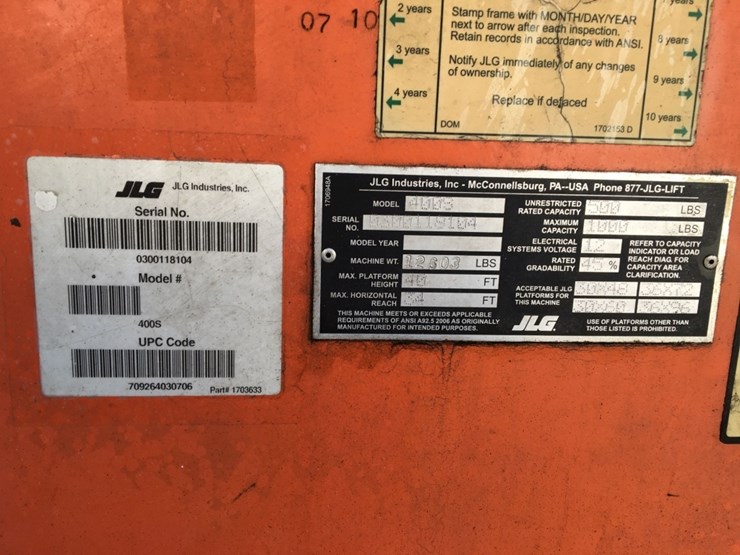 07 10
2 years
3 years
4 years
Stamp frame with MONTH/DAY/YEAR
next to arrow after each inspection.
Retain records in accordance with ANSI.
Notify JLG immediately of any changes
of ownership.
Replace if defaced
DOM
1702153 D
8 years
9 years
10 years
JLG JLG Industries, Inc.
Serial No.
0300118104
Model #
400S
UPC Code
709264030706
Part# 1703633
1706948A
JLG Industries, Inc - McConnellsburg, PA--USA Phone 877-JLG-LIFT
MODEL 400S
SERIAL NO. 0300118104
MODEL YEAR
MACHINE WT. LBS
MAX. PLATFORM HEIGHT 40 FT
MAX. HORIZONTAL REACH 34 FT
THIS MACHINE MEETS OR EXCEEDS APPLICABLE
REQUIREMENTS OF ANSI A92.5 2006 AS ORIGINALLY
MANUFACTURED FOR INTENDED PURPOSES.
UNRESTRICTED RATED CAPACITY 500 LBS
MAXIMUM CAPACITY 1000 LBS
ELECTRICAL SYSTEMS VOLTAGE 12
RATED GRADABILITY 45 %
REFER TO CAPACITY
INDICATOR OR LOAD
REACH DIAG. FOR
CAPACITY AREA
CLARIFICATION.
ACCEPTABLE JLG
PLATFORMS FOR
THIS MACHINE
30X48 36X72
30X60 36X96
JLG
USE OF PLATFORMS OTHER THAN
THOSE LISTED IS PROHIBITED.